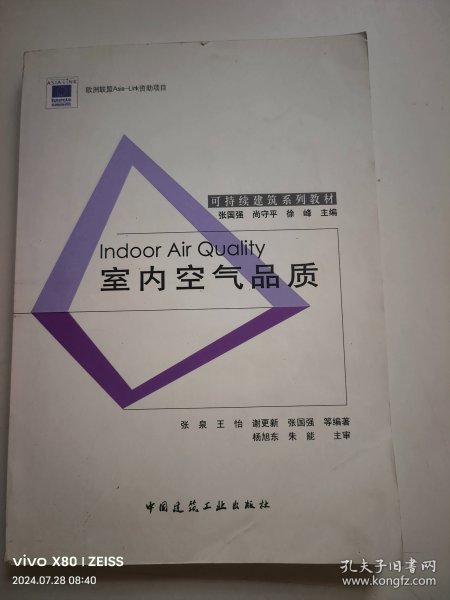 ASIA LINK
欧洲联盟Asia-Link资助项目
可持续建筑系列教材
张国强 尚守平 徐峰 主编
Indoor Air Quality
室内空气品质
张泉 王怡 谢更新 张国强 等编著
杨旭东 朱能 主审
中国建筑工业出版社
vivo X80 | ZEISS
2024.07.28 08:40
孔夫子旧书网
www.kongfz.com